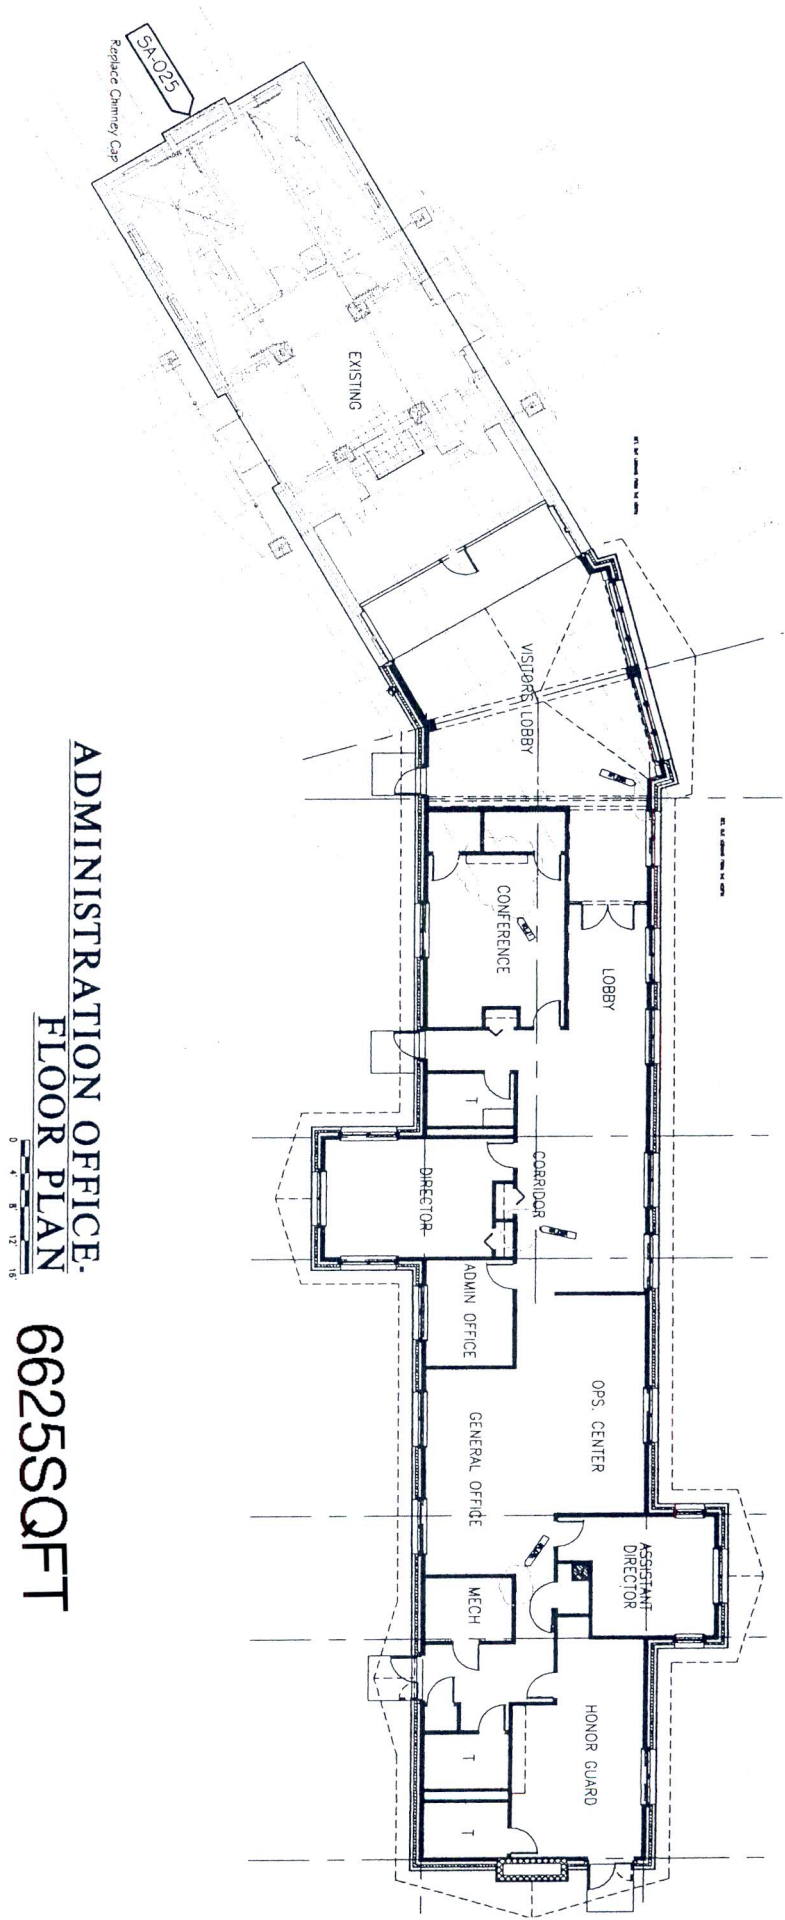 SA-025
Replace Chimney Cap
EXISTING
VISITORS LOBBY
CONFERENCE
LOBBY
T
CORRIDOR
DIRECTOR
ADMIN OFFICE
OPS. CENTER
GENERAL OFFICE
ASSISTANT
DIRECTOR
MECH
HONOR GUARD
T
T
ADMINISTRATION OFFICE-
FLOOR PLAN
0 4' 8' 12' 16'
6625SQFT